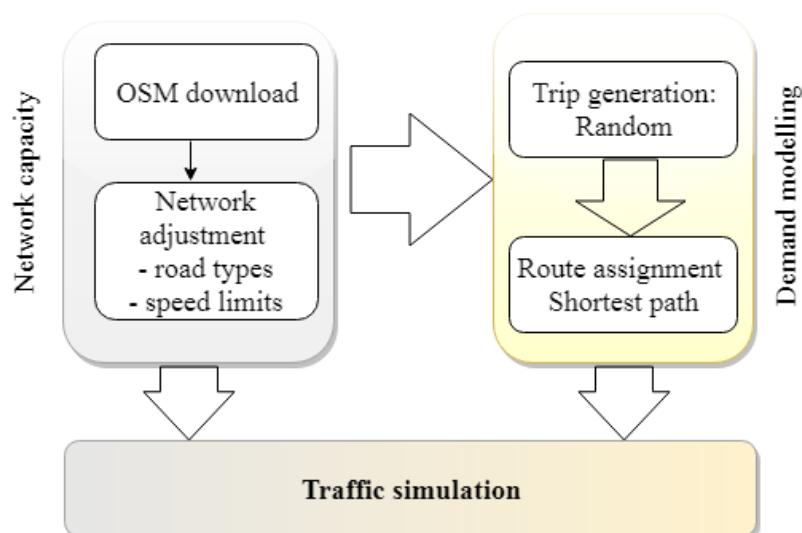 Network capacity
OSM download
Network
adjustment
- road types
- speed limits
Trip generation:
Random
Route assignment
Shortest path
Demand modelling
Traffic simulation